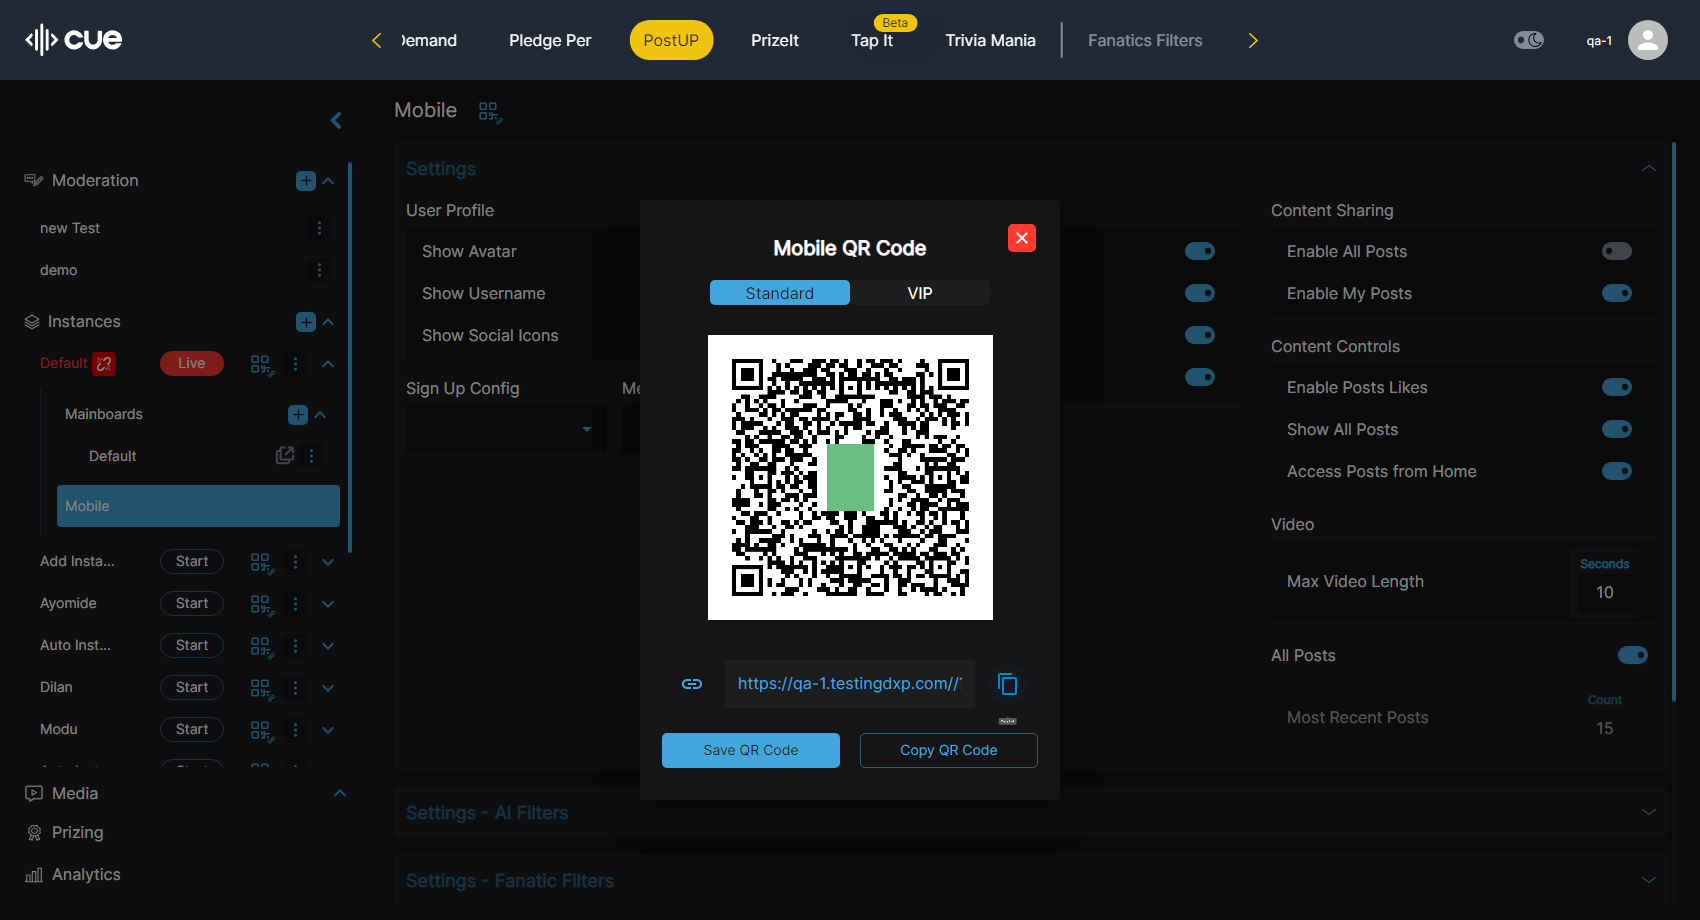 cue
Demand
Pledge Per
PostUP
PrizeIt
Beta
Tap It
Trivia Mania
Fanatics Filters
qa-1
Moderation
new Test
demo
Instances
Default
Live
Mainboards
Default
Mobile
Add Insta...
Start
Ayomide
Start
Auto Inst...
Start
Dilan
Start
Modu
Start
Media
Prizing
Analytics
Mobile
Settings
User Profile
Show Avatar
Show Username
Show Social Icons
Sign Up Config
Me
Mobile QR Code
Standard
VIP
https://qa-1.testingdxp.com//
Save QR Code
Copy QR Code
Content Sharing
Enable All Posts
Enable My Posts
Content Controls
Enable Posts Likes
Show All Posts
Access Posts from Home
Video
Max Video Length
Seconds
10
All Posts
Most Recent Posts
Count
15
Settings - AI Filters
Settings - Fanatic Filters